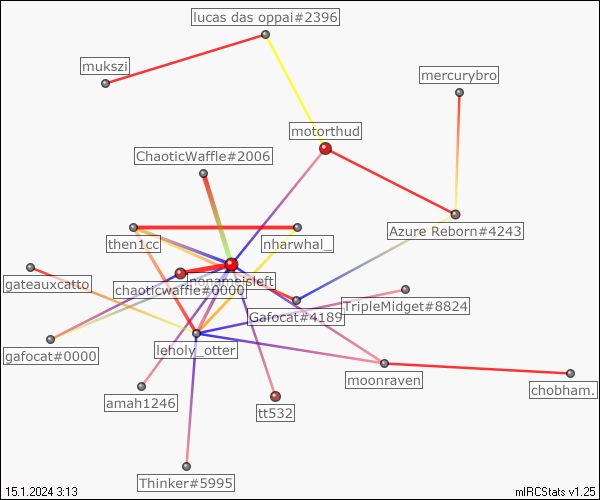 lucas das oppai#2396
mukszi
mercurybro
motorthud
ChaoticWaffle#2006
Azure Reborn#4243
then1cc
nharwhal_
gateauxcatto
nonameisleft
chaoticwaffle#0000
TripleMidget#8824
Gafocat#4189
gafocat#0000
leholy_otter
moonraven
chobham.
amah1246
tt532
Thinker#5995
15.1.2024 3:13
mIRCStats v1.25